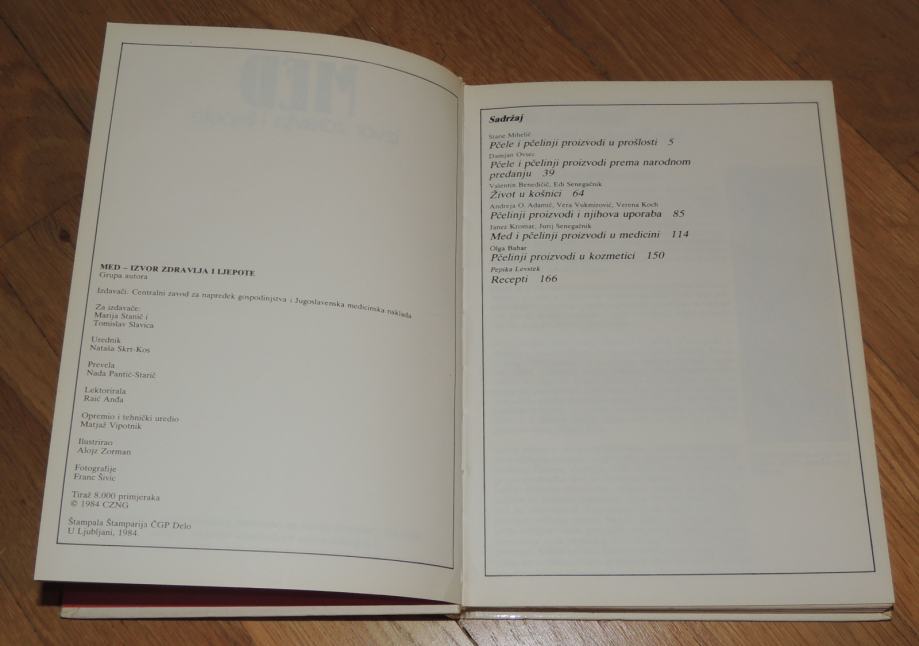 MED – IZVOR ZDRAVLJA I LJEPOTE
Grupa autora
Izdavači: Centralni zavod za napredek gospodinjstva i Jugoslavenska medicinska naklada
Za izdavače:
Marija Stanič i
Tomislav Slavica
Urednik
Nataša Skrt-Kos
Prevela
Nada Pantić-Starič
Lektorirala
Raić Anđa
Opremio i tehnički uredio
Matjaž Vipotnik
Ilustrirao
Alojz Zorman
Fotografije
Franc Šivic
Tiraž 8.000 primjeraka
© 1984 CZNG
Štampala Štamparija ČGP Delo
U Ljubljani, 1984.
Sadržaj
Stane Mihelič
Pčele i pčelinji proizvodi u prošlosti 5
Damjan Ovsec
Pčele i pčelinji proizvodi prema narodnom
predanju 39
Valentin Benedičič, Edi Senegačnik
Život u košnici 64
Andreja O. Adamič, Vera Vukmirović, Verena Koch
Pčelinji proizvodi i njihova uporaba 85
Janez Kromar, Jurij Senegačnik
Med i pčelinji proizvodi u medicini 114
Olga Bahar
Pčelinji proizvodi u kozmetici 150
Pepika Levstek
Recepti 166